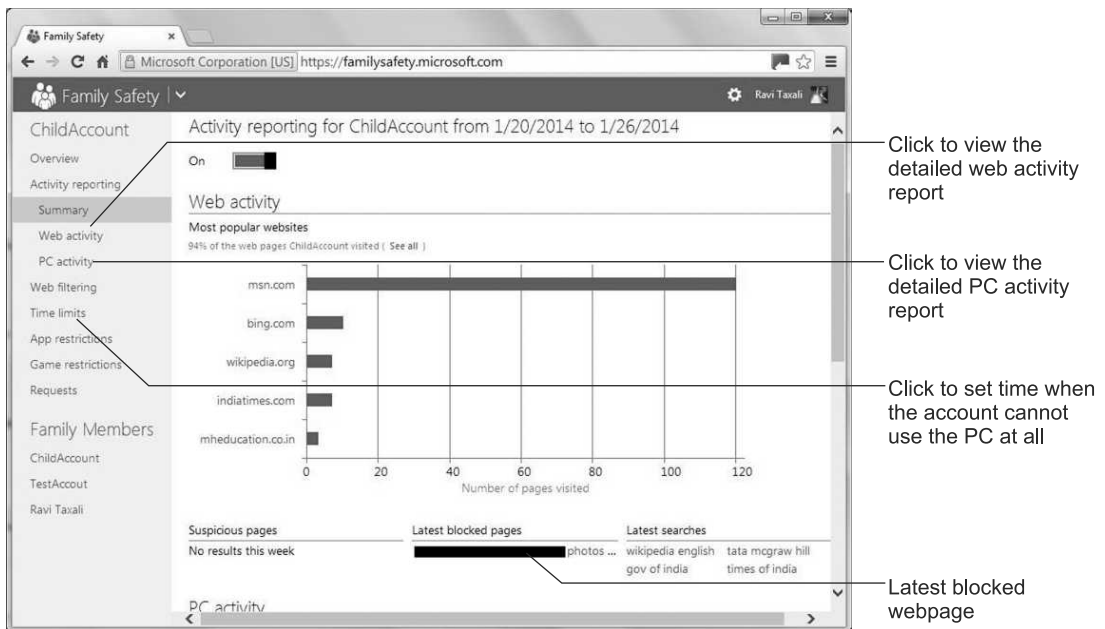 Family Safety
Microsoft Corporation [US] https://familysafety.microsoft.com
Family Safety
Ravi Taxali
ChildAccount
Overview
Activity reporting
Summary
Web activity
PC activity
Web filtering
Time limits
App restrictions
Game restrictions
Requests
Family Members
ChildAccount
TestAccout
Ravi Taxali
Activity reporting for ChildAccount from 1/20/2014 to 1/26/2014
On
Web activity
Most popular websites
94% of the web pages ChildAccount visited ( See all )
msn.com
bing.com
wikipedia.org
indiatimes.com
mheducation.co.in
0 20 40 60 80 100 120
Number of pages visited
Suspicious pages
No results this week
Latest blocked pages
photos ...
Latest searches
wikipedia english tata mcgraw hill
gov of india times of india
PC activity
Click to view the
detailed web activity
report
Click to view the
detailed PC activity
report
Click to set time when
the account cannot
use the PC at all
Latest blocked
webpage